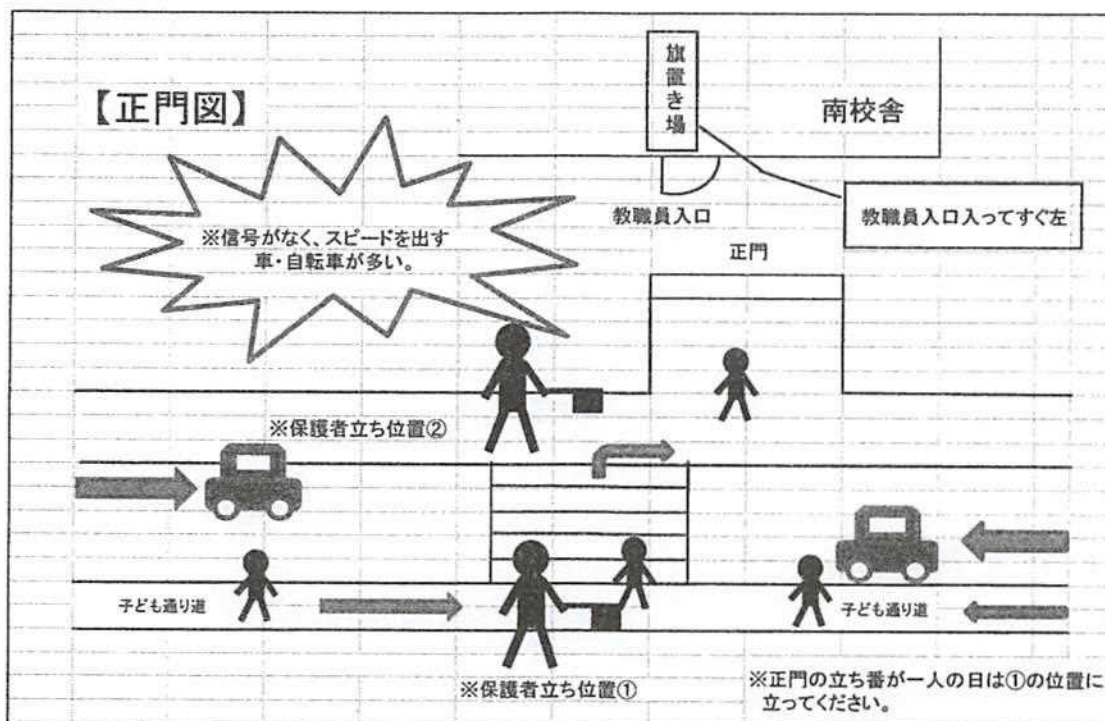 旗置き場
南校舎
【正門図】
教職員入口
教職員入口入ってすぐ左
※信号がなく、スピードを出す
車・自転車が多い。
正門
※保護者立ち位置②
子ども通り道
子ども通り道
※保護者立ち位置①
※正門の立ち番が一人の日は①の位置に
立ってください。